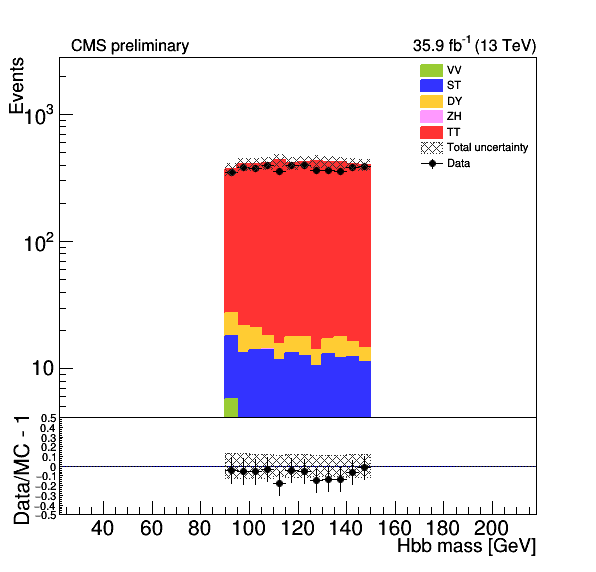 CMS preliminary
35.9 fb⁻¹ (13 TeV)
Events
10³
10²
10
VV
ST
DY
ZH
TT
Total uncertainty
Data
Data/MC - 1
0.5
0.4
0.3
0.2
0.1
0
−0.1
−0.2
−0.3
−0.4
−0.5
40 60 80 100 120 140 160 180 200
Hbb mass [GeV]